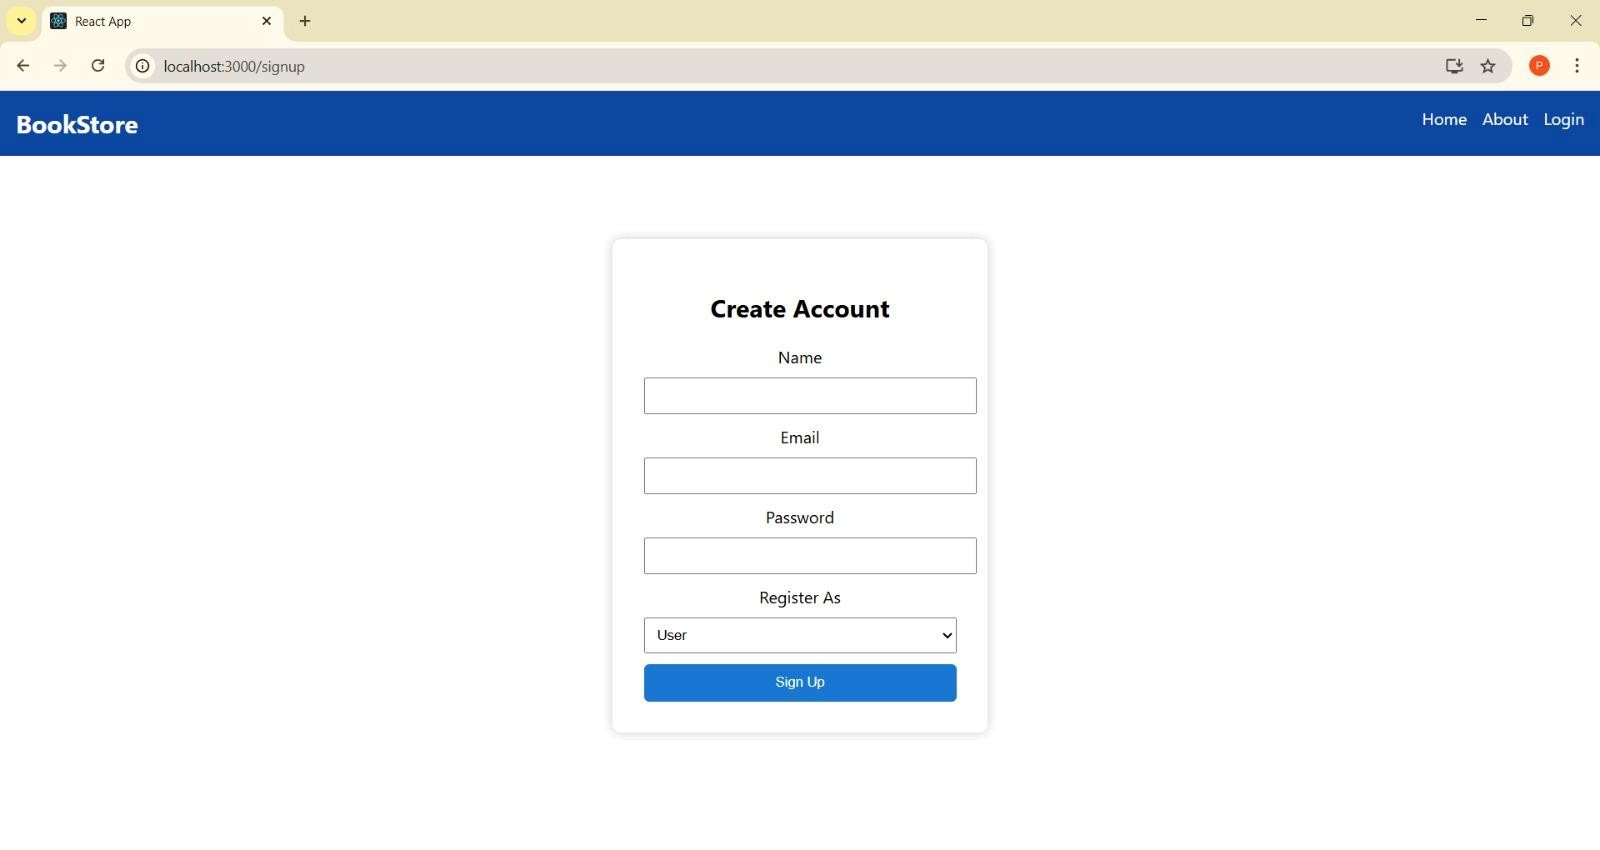 React App
localhost:3000/signup
P
BookStore
Home About Login
Create Account
Name
Email
Password
Register As
User
Sign Up